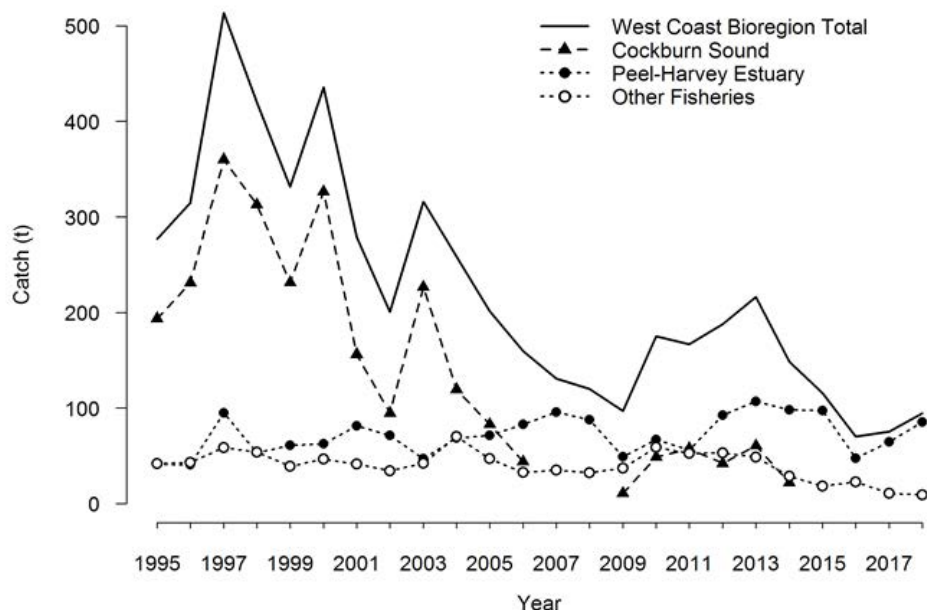 500
400
300
200
100
0
Catch (t)
West Coast Bioregion Total
Cockburn Sound
Peel-Harvey Estuary
Other Fisheries
1995 1997 1999 2001 2003 2005 2007 2009 2011 2013 2015 2017
Year